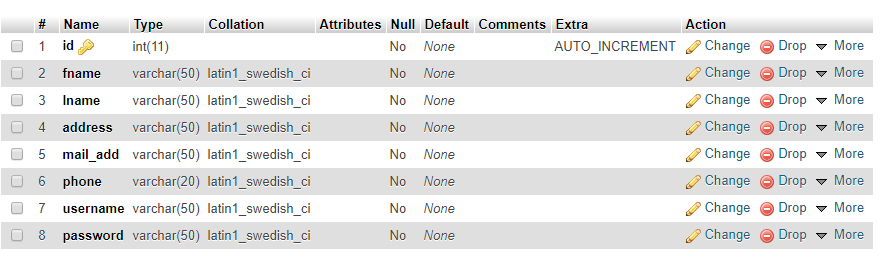 # Name Type Collation Attributes Null Default Comments Extra Action
1 id int(11) No None AUTO_INCREMENT Change Drop More
2 fname varchar(50) latin1_swedish_ci No None Change Drop More
3 lname varchar(50) latin1_swedish_ci No None Change Drop More
4 address varchar(50) latin1_swedish_ci No None Change Drop More
5 mail_add varchar(50) latin1_swedish_ci No None Change Drop More
6 phone varchar(20) latin1_swedish_ci No None Change Drop More
7 username varchar(50) latin1_swedish_ci No None Change Drop More
8 password varchar(50) latin1_swedish_ci No None Change Drop More